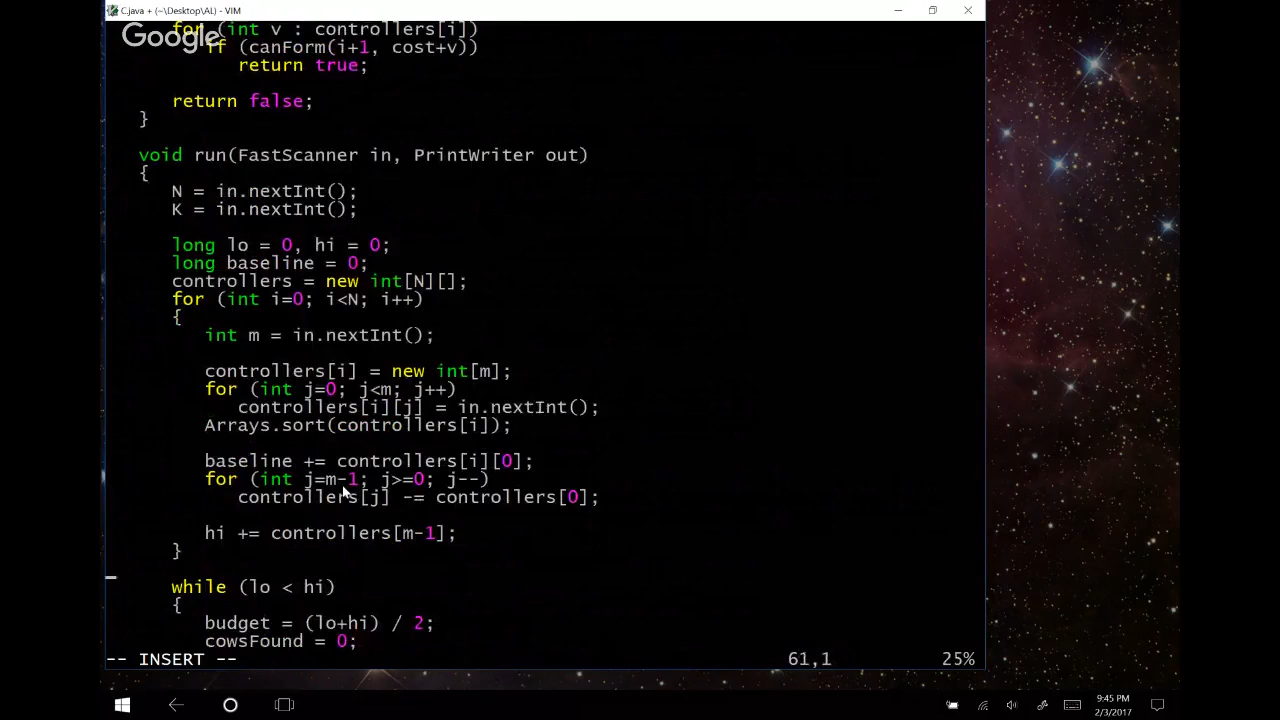 C.java + (~\Desktop\AL) - VIM
for (int v : controllers[i])
Google
if (canForm(i+1, cost+v))
return true;
return false;
}
void run(FastScanner in, PrintWriter out)
{
N = in.nextInt();
K = in.nextInt();
long lo = 0, hi = 0;
long baseline = 0;
controllers = new int[N][];
for (int i=0; i<N; i++)
{
int m = in.nextInt();
controllers[i] = new int[m];
for (int j=0; j<m; j++)
controllers[i][j] = in.nextInt();
Arrays.sort(controllers[i]);
baseline += controllers[i][0];
for (int j=m-1; j>=0; j--)
controllers[j] -= controllers[0];
hi += controllers[m-1];
}
while (lo < hi)
{
budget = (lo+hi) / 2;
cowsFound = 0;
-- INSERT -- 61,1 25%
9:45 PM
2/3/2017